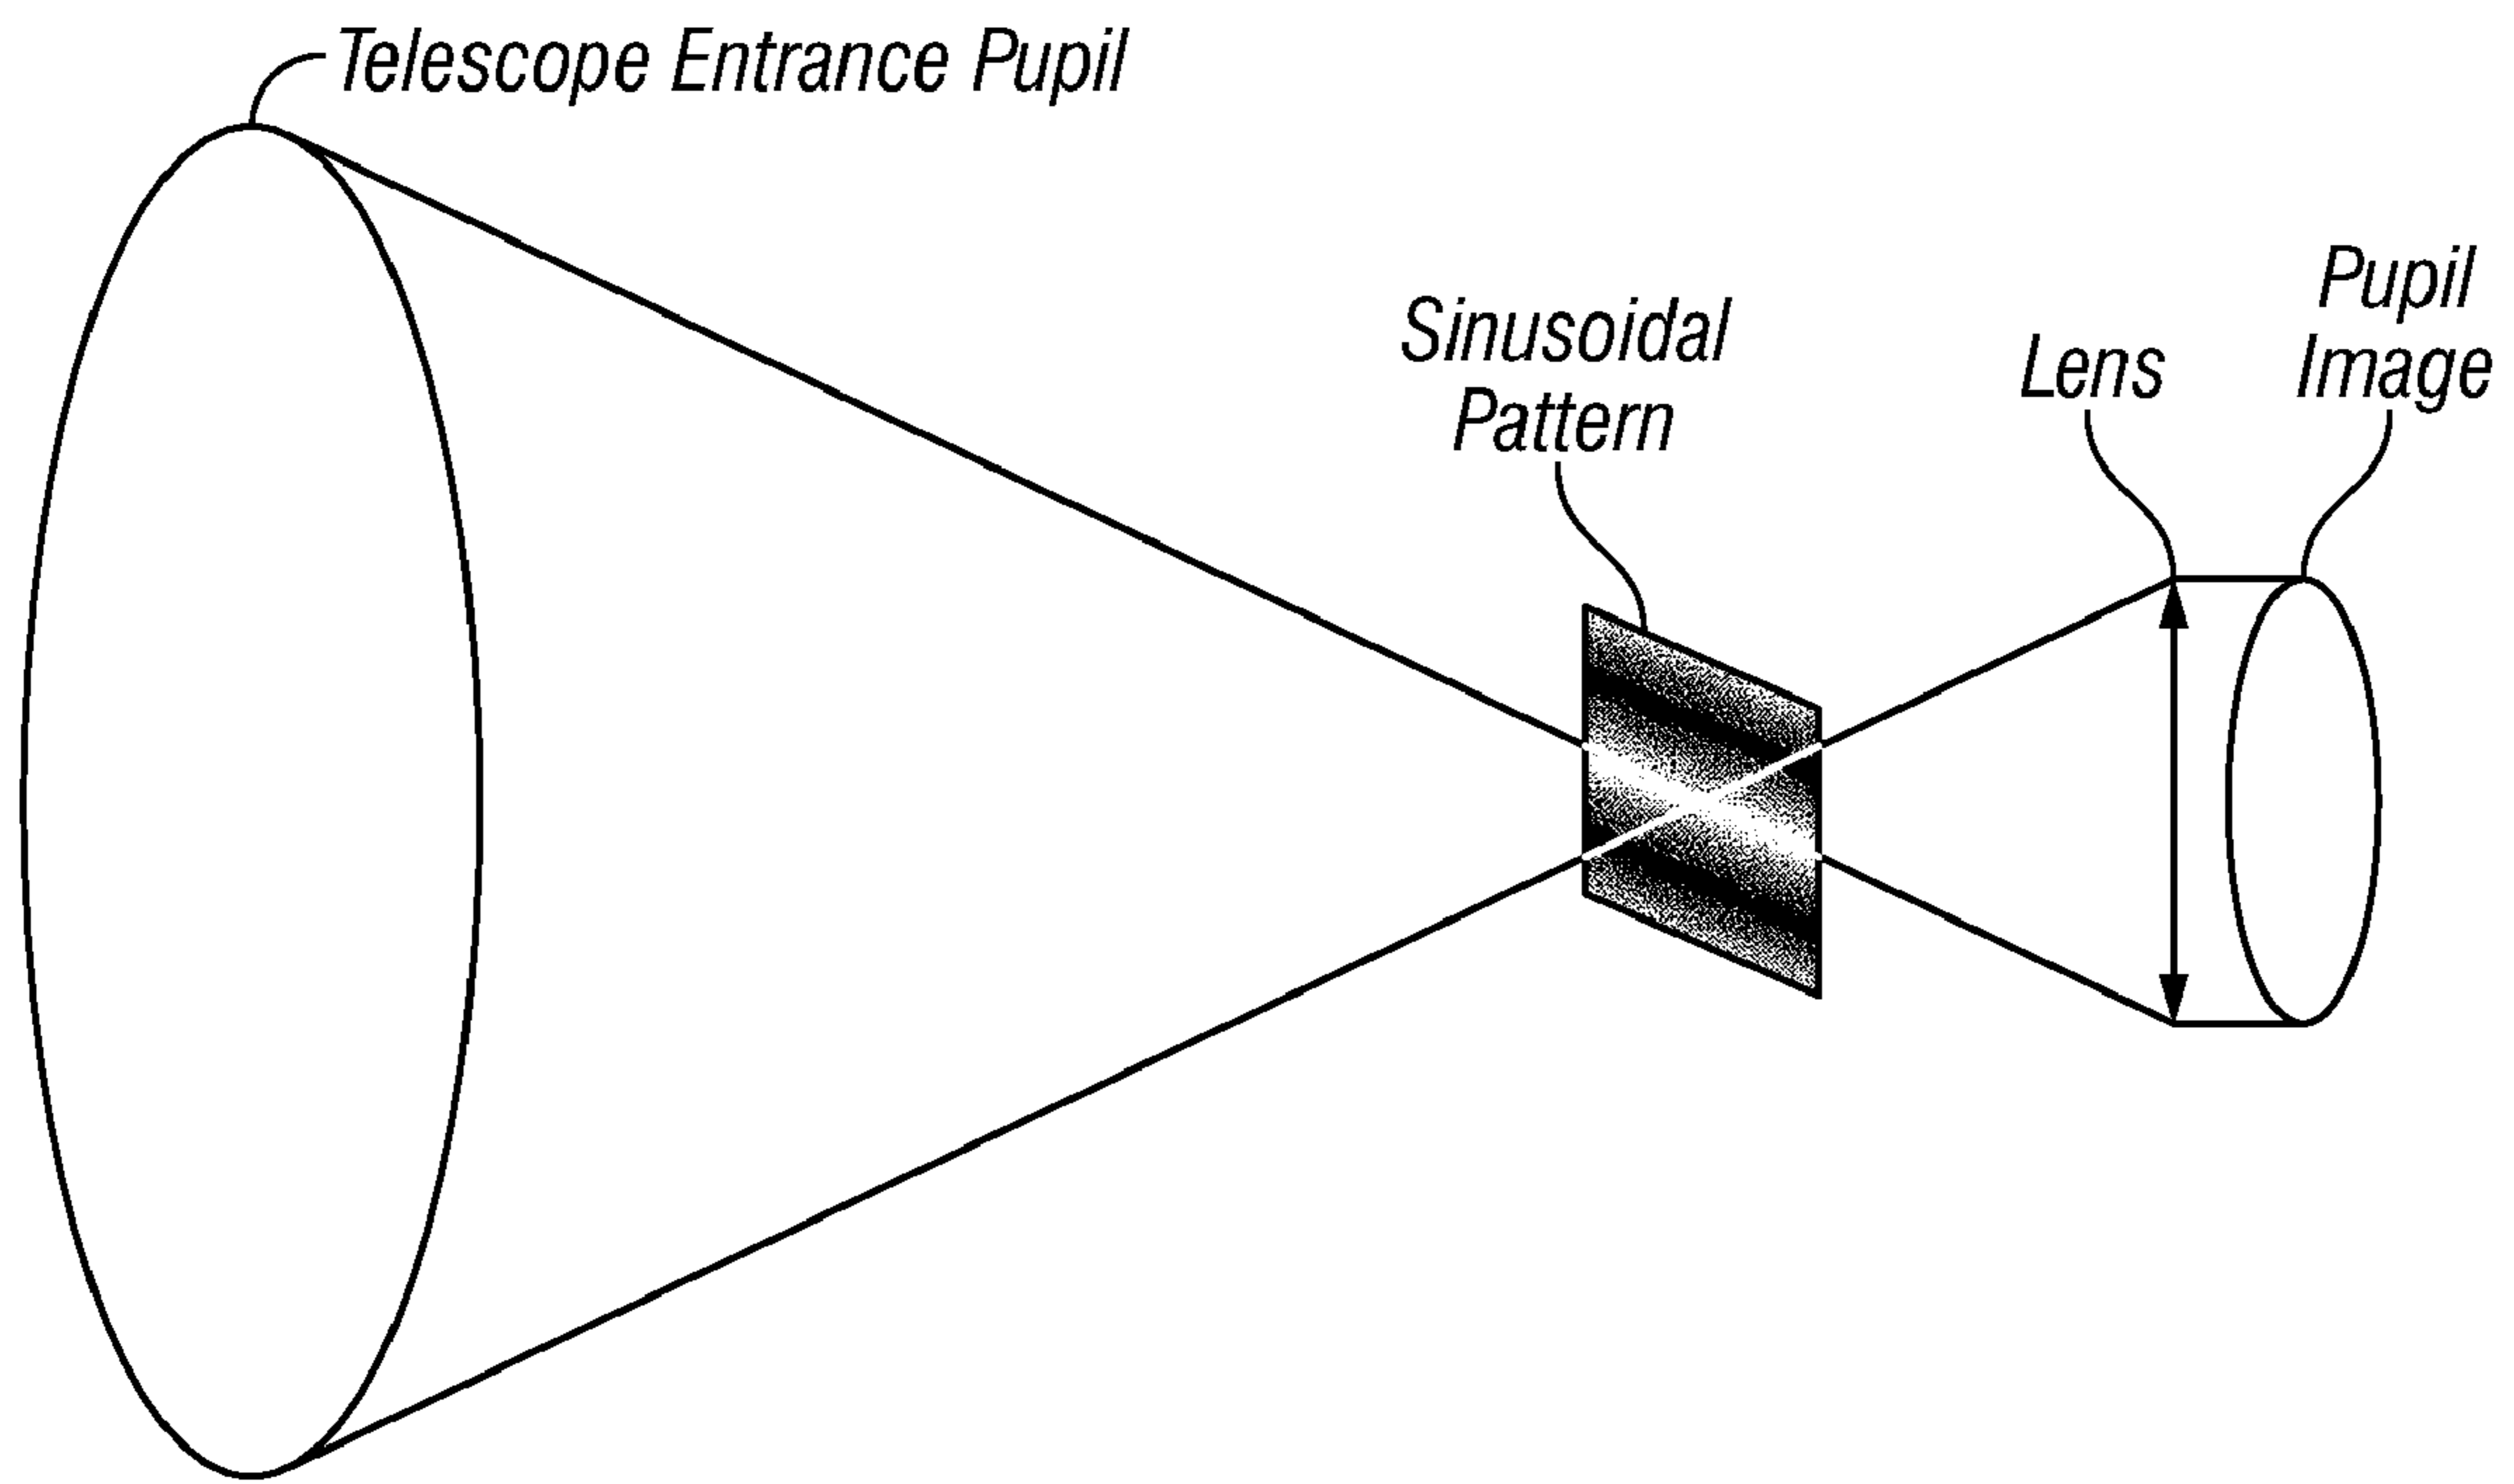 Telescope Entrance Pupil
Sinusoidal
Pattern
Lens
Pupil
Image